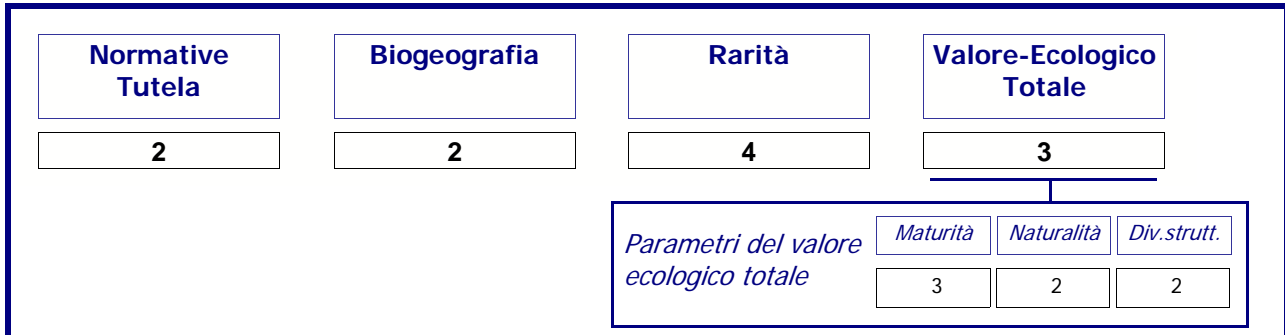 Normative
Tutela
Biogeografia
Rarità
Valore-Ecologico
Totale
2
2
4
3
Parametri del valore
ecologico totale
Maturità
Naturalità
Div.strutt.
3
2
2